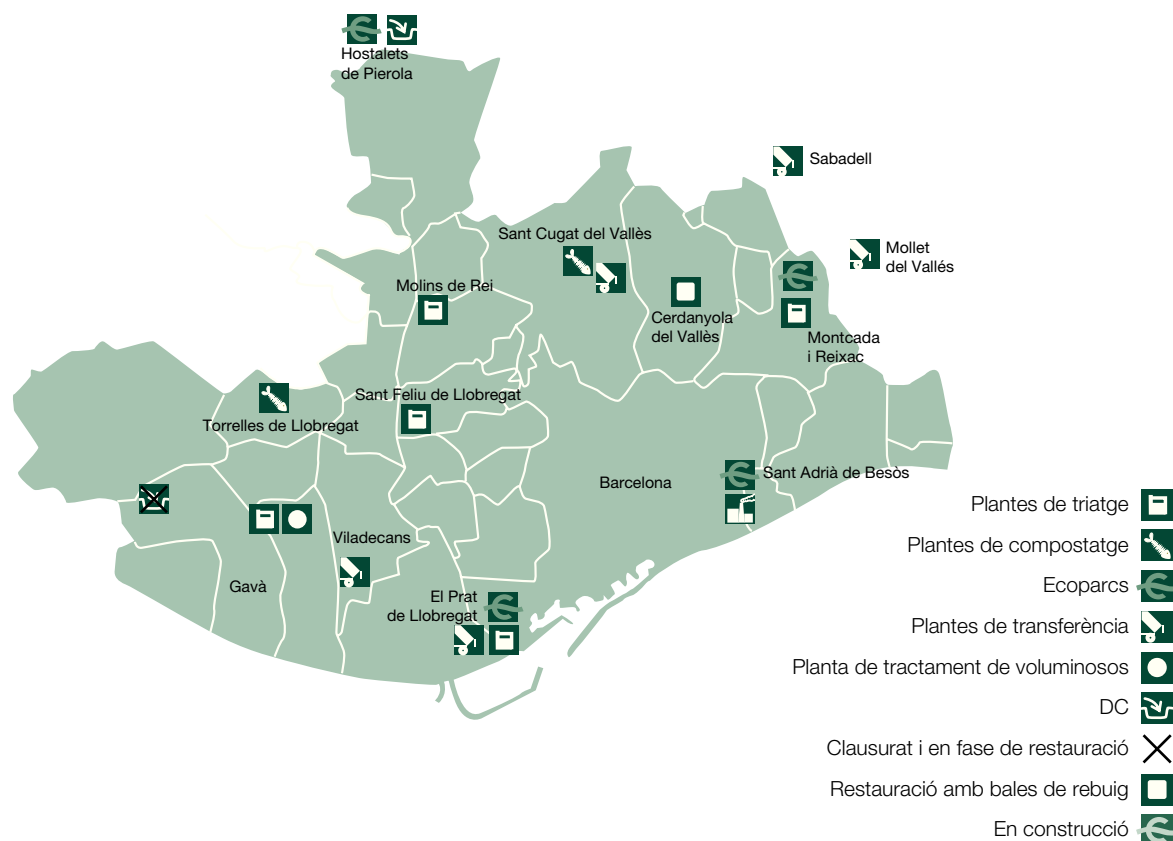 Hostalets
de Pierola
Sabadell
Sant Cugat del Vallès
Mollet
del Vallés
Molins de Rei
Cerdanyola
del Vallès
Montcada
i Reixac
Sant Feliu de Llobregat
Torrelles de Llobregat
Barcelona
Sant Adrià de Besòs
Viladecans
Gavà
El Prat
de Llobregat
Plantes de triatge
Plantes de compostatge
Ecoparcs
Plantes de transferència
Planta de tractament de voluminosos
DC
Clausurat i en fase de restauració
Restauració amb bales de rebuig
En construcció